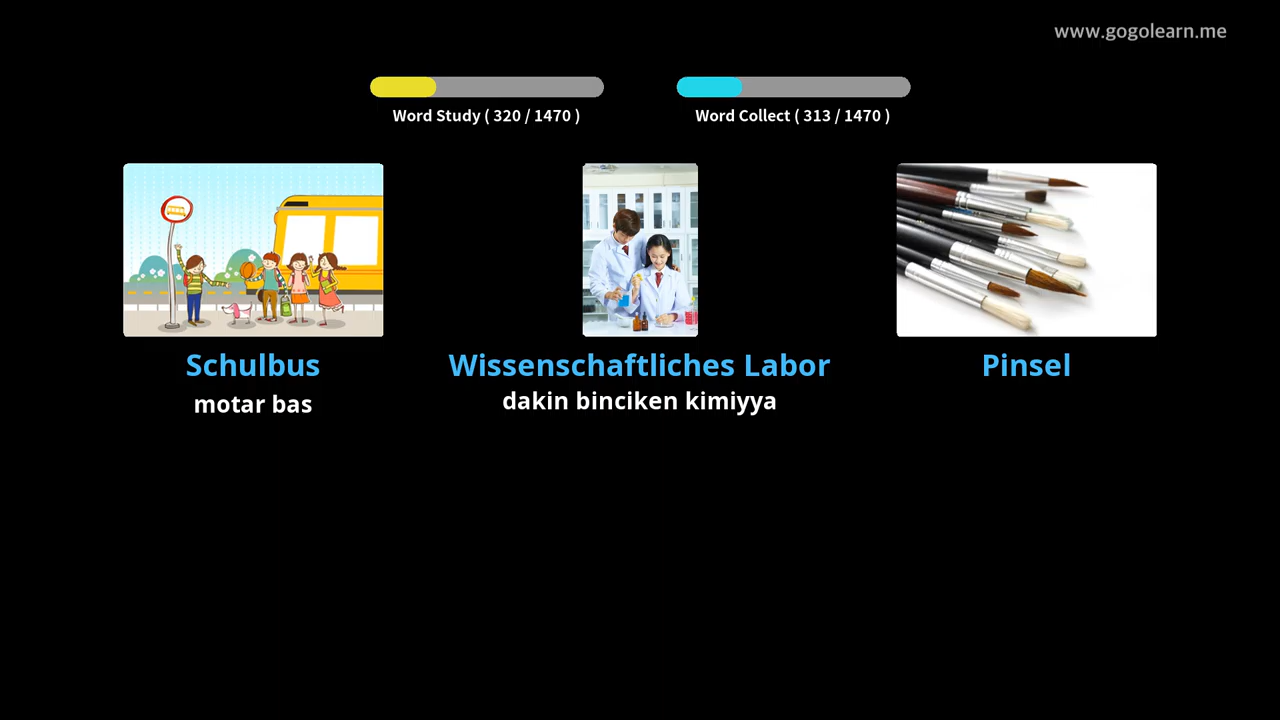 www.gogolearn.me
Word Study ( 320 / 1470 )
Word Collect ( 313 / 1470 )
Schulbus
motar bas
Wissenschaftliches Labor
dakin binciken kimiyya
Pinsel